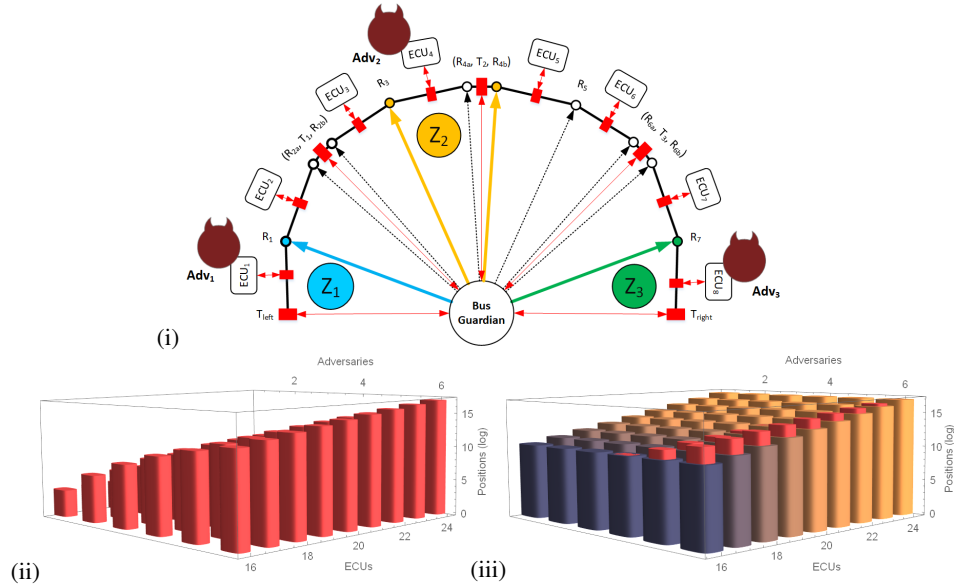 Adv₂
ECU₄
(R₄ₐ, T₂, R₄b)
ECU₅
ECU₃
R₃
R₅
ECU₆
(R₂ₐ, T₁, R₂b)
(R₆ₐ, T₃, R₆b)
Z₂
ECU₂
ECU₇
R₁
R₇
Adv₁
ECU₁
Z₁
Z₃
ECU₈
Adv₃
Bus
Guardian
T_left
T_right
(i)
Adversaries
2
4
6
15
10
5
0
Positions (log)
16
18
20
22
24
ECUs
(ii)
Adversaries
2
4
6
15
10
5
0
Positions (log)
16
18
20
22
24
ECUs
(iii)